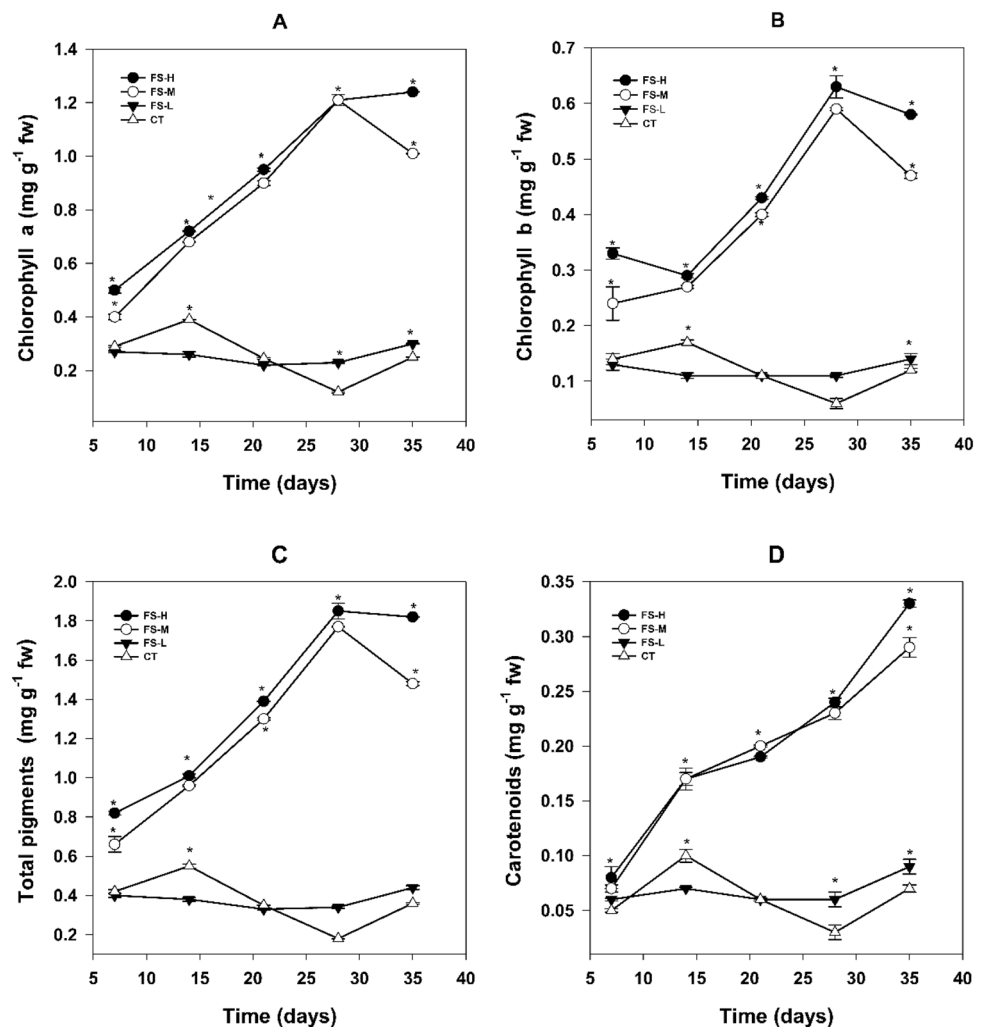 A
Chlorophyll a (mg g⁻¹ fw)
1.4
1.2
1.0
0.8
0.6
0.4
0.2
FS-H
FS-M
FS-L
CT
* * * * * *
* * *
* *
5 10 15 20 25 30 35 40
Time (days)
B
Chlorophyll b (mg g⁻¹ fw)
0.7
0.6
0.5
0.4
0.3
0.2
0.1
FS-H
FS-M
FS-L
CT
* * * * *
* * *
* *
5 10 15 20 25 30 35 40
Time (days)
C
Total pigments (mg g⁻¹ fw)
2.0
1.8
1.6
1.4
1.2
1.0
0.8
0.6
0.4
0.2
FS-H
FS-M
FS-L
CT
* * * * *
* * *
*
5 10 15 20 25 30 35 40
Time (days)
D
Carotenoids (mg g⁻¹ fw)
0.35
0.30
0.25
0.20
0.15
0.10
0.05
FS-H
FS-M
FS-L
CT
* * * * *
*
* * *
5 10 15 20 25 30 35 40
Time (days)